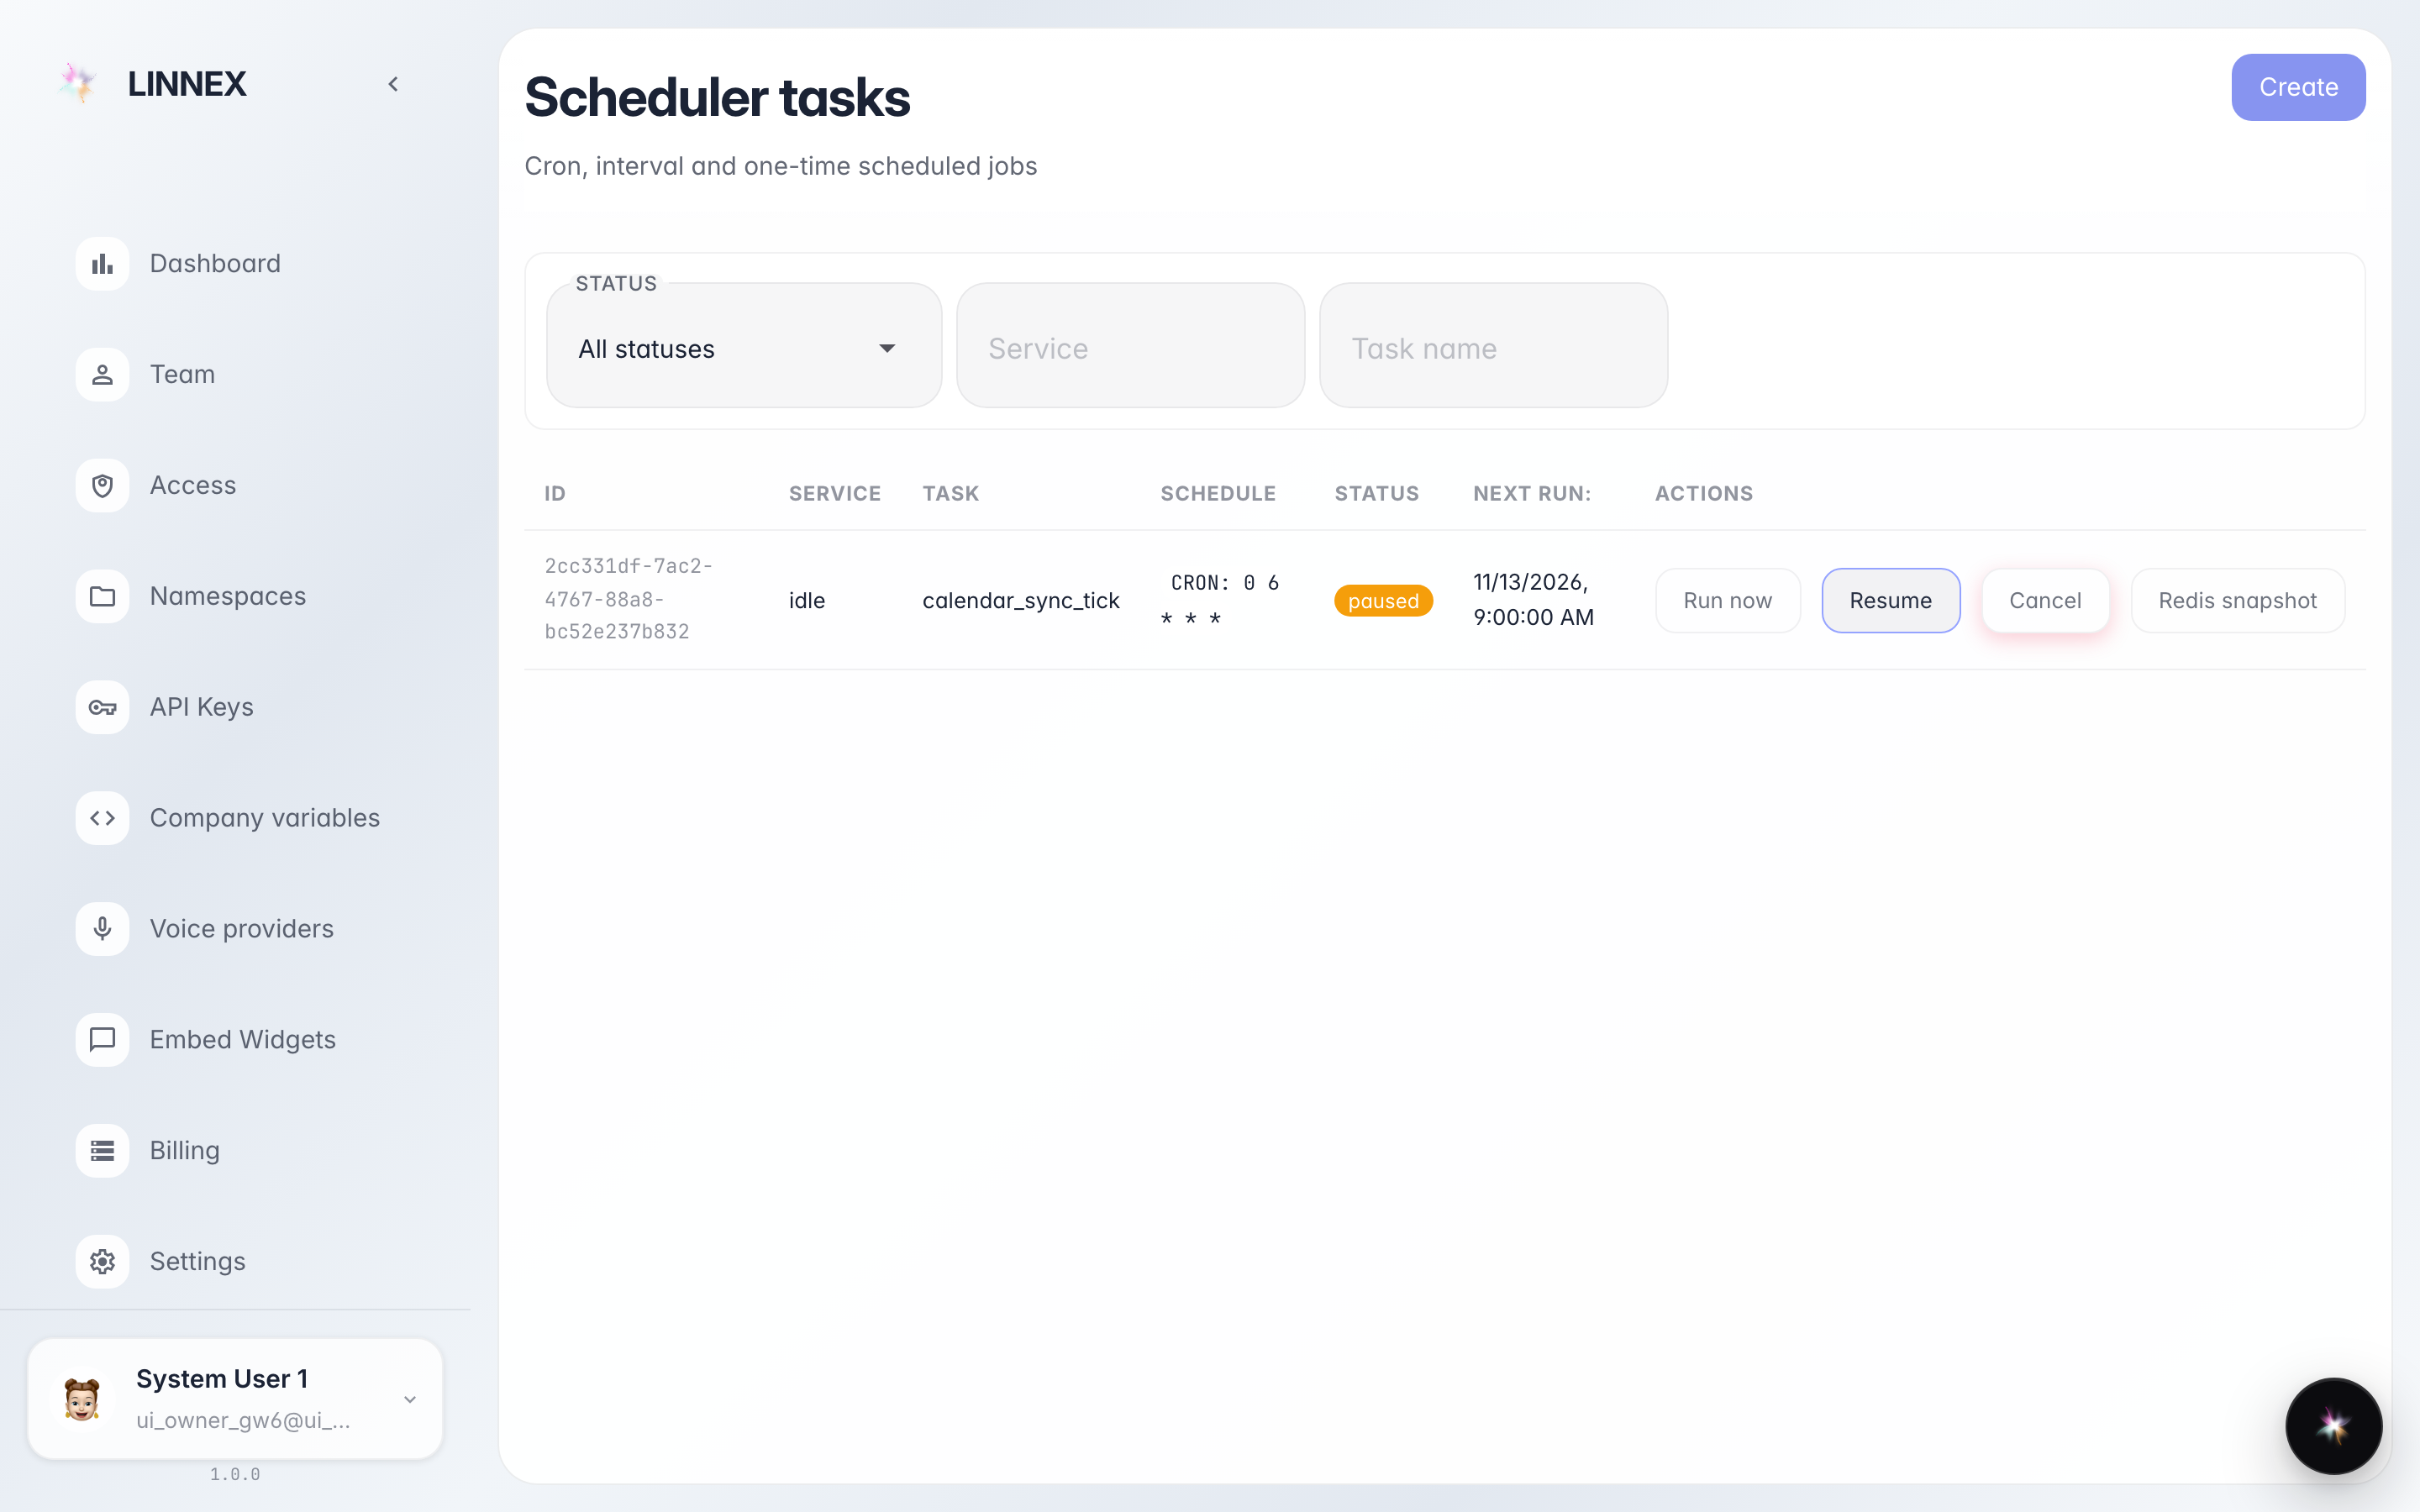 LINNEX
Dashboard
Team
Access
Namespaces
API Keys
Company variables
Voice providers
Embed Widgets
Billing
Settings
System User 1
ui_owner_gw6@ui_...
1.0.0
Scheduler tasks
Create
Cron, interval and one-time scheduled jobs
STATUS
All statuses
Service
Task name
ID SERVICE TASK SCHEDULE STATUS NEXT RUN: ACTIONS
2cc331df-7ac2-
4767-88a8-
bc52e237b832
idle
calendar_sync_tick
CRON: 0 6
* * *
paused
11/13/2026,
9:00:00 AM
Run now
Resume
Cancel
Redis snapshot